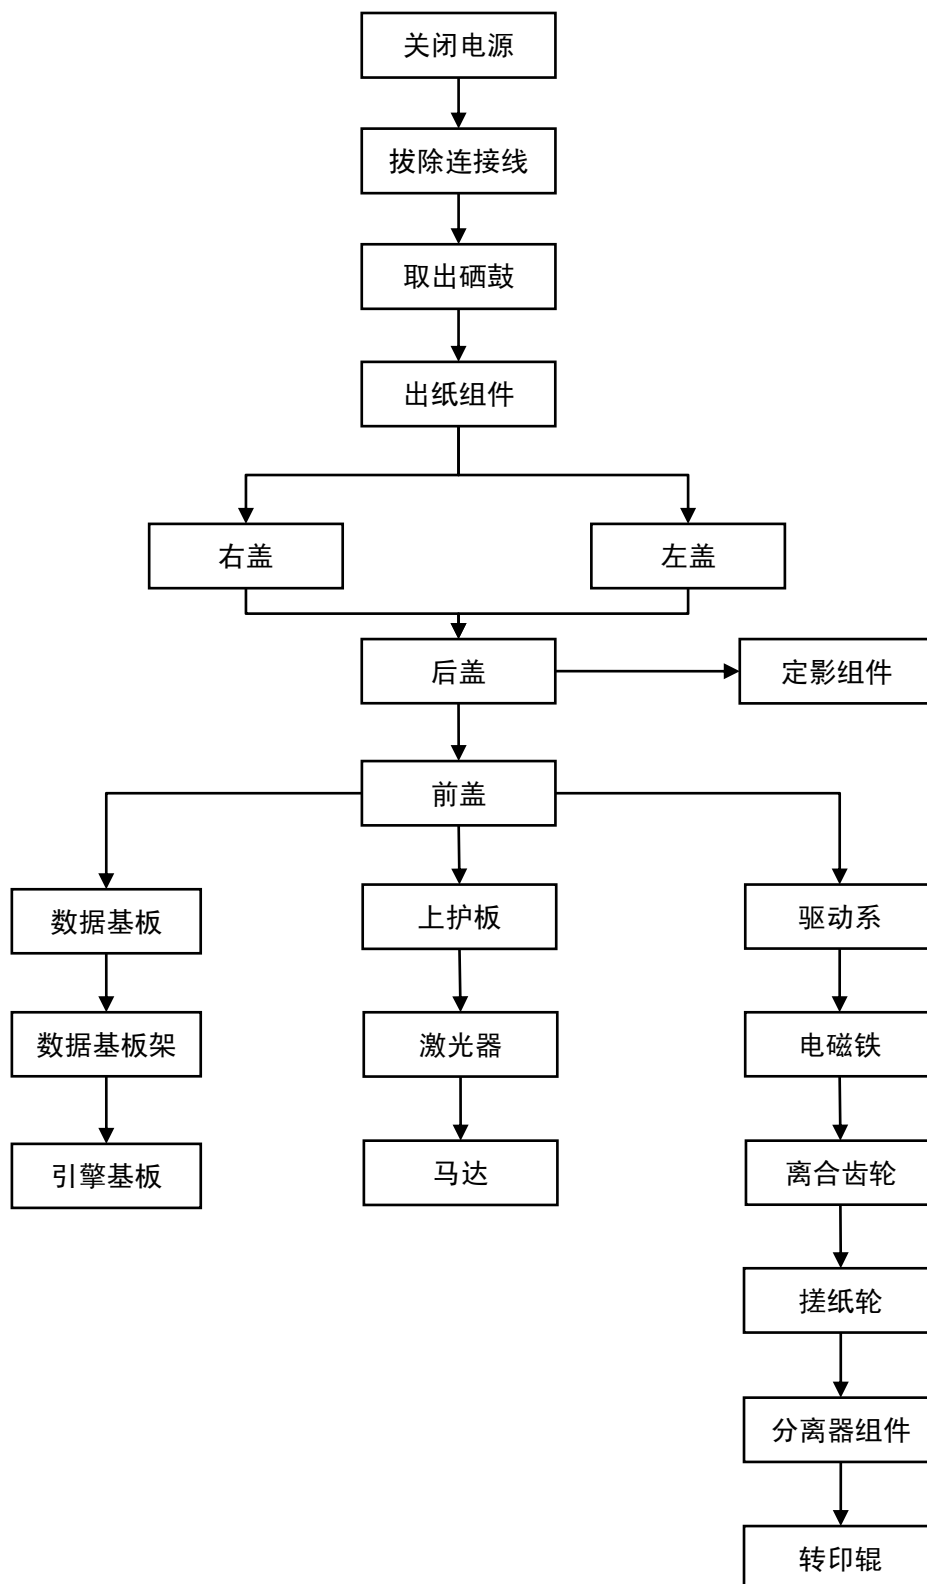 关闭电源
拔除连接线
取出硒鼓
出纸组件
右盖
左盖
后盖
定影组件
前盖
数据基板
上护板
驱动系
数据基板架
激光器
电磁铁
引擎基板
马达
离合齿轮
搓纸轮
分离器组件
转印辊